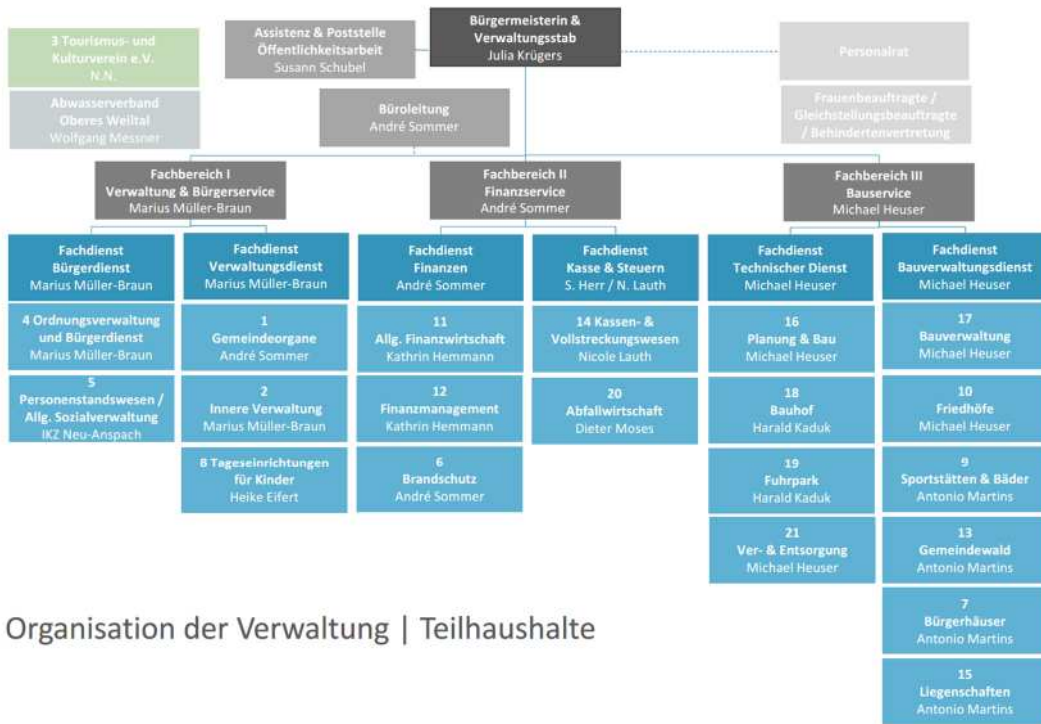 Bürgermeisterin &
Verwaltungsstab
Julia Krügers
Assistenz & Poststelle
Öffentlichkeitsarbeit
Susann Schubel
3 Tourismus- und
Kulturverein e.V.
N.N.
Personalrat
Abwasserverband
Oberes Weiltal
Wolfgang Messner
Büroleitung
André Sommer
Frauenbeauftragte /
Gleichstellungsbeauftragte
/ Behindertenvertretung
Fachbereich I
Verwaltung & Bürgerservice
Marius Müller-Braun
Fachbereich II
Finanzservice
André Sommer
Fachbereich III
Bauservice
Michael Heuser
Fachdienst
Bürgerdienst
Marius Müller-Braun
Fachdienst
Verwaltungsdienst
Marius Müller-Braun
Fachdienst
Finanzen
André Sommer
Fachdienst
Kasse & Steuern
S. Herr / N. Lauth
Fachdienst
Technischer Dienst
Michael Heuser
Fachdienst
Bauverwaltungsdienst
Michael Heuser
4 Ordnungsverwaltung
und Bürgerdienst
Marius Müller-Braun
1
Gemeindeorgane
André Sommer
11
Allg. Finanzwirtschaft
Kathrin Hemmann
14 Kassen- &
Vollstreckungswesen
Nicole Lauth
16
Planung & Bau
Michael Heuser
17
Bauverwaltung
Michael Heuser
5
Personenstandswesen /
Allg. Sozialverwaltung
IKZ Neu-Anspach
2
Innere Verwaltung
Marius Müller-Braun
12
Finanzmanagement
Kathrin Hemmann
20
Abfallwirtschaft
Dieter Moses
18
Bauhof
Harald Kaduk
10
Friedhöfe
Michael Heuser
8 Tageseinrichtungen
für Kinder
Heike Eifert
6
Brandschutz
André Sommer
19
Fuhrpark
Harald Kaduk
9
Sportstätten & Bäder
Antonio Martins
21
Ver- & Entsorgung
Michael Heuser
13
Gemeindewald
Antonio Martins
7
Bürgerhäuser
Antonio Martins
15
Liegenschaften
Antonio Martins
Organisation der Verwaltung | Teilhaushalte